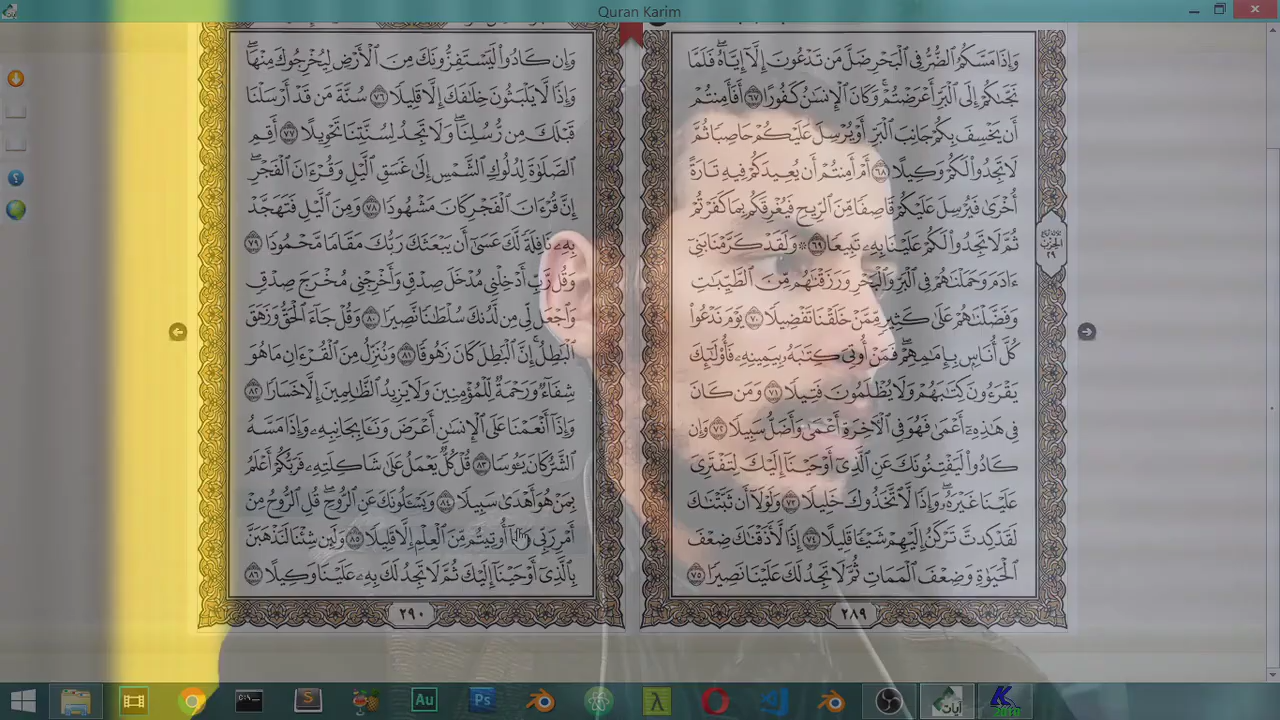 Quran Karim
وَإِذَا مَسَّكُمُ ٱلضُّرُّ فِى ٱلْبَحْرِ ضَلَّ مَن تَدْعُونَ إِلَّآ إِيَّاهُ ۖ فَلَمَّا
نَجَّىٰكُمْ إِلَى ٱلْبَرِّ أَعْرَضْتُمْ ۚ وَكَانَ ٱلْإِنسَٰنُ كَفُورًا ٦٧ أَفَأَمِنتُمْ
أَن يَخْسِفَ بِكُمْ جَانِبَ ٱلْبَرِّ أَوْ يُرْسِلَ عَلَيْكُمْ حَاصِبًا ثُمَّ
لَا تَجِدُوا۟ لَكُمْ وَكِيلًا ٦٨ أَمْ أَمِنتُمْ أَن يُعِيدَكُمْ فِيهِ تَارَةً
أُخْرَىٰ فَيُرْسِلَ عَلَيْكُمْ قَاصِفًا مِّنَ ٱلرِّيحِ فَيُغْرِقَكُم بِمَا كَفَرْتُمْ ۙ
ثُمَّ لَا تَجِدُوا۟ لَكُمْ عَلَيْنَا بِهِۦ تَبِيعًا ٦٩ ۞ وَلَقَدْ كَرَّمْنَا بَنِىٓ
ءَادَمَ وَحَمَلْنَٰهُمْ فِى ٱلْبَرِّ وَٱلْبَحْرِ وَرَزَقْنَٰهُم مِّنَ ٱلطَّيِّبَٰتِ
وَفَضَّلْنَٰهُمْ عَلَىٰ كَثِيرٍ مِّمَّنْ خَلَقْنَا تَفْضِيلًا ٧٠ يَوْمَ نَدْعُوا۟
كُلَّ أُنَاسٍۭ بِإِمَٰمِهِمْ ۖ فَمَنْ أُوتِىَ كِتَٰبَهُۥ بِيَمِينِهِۦ فَأُو۟لَٰٓئِكَ
يَقْرَءُونَ كِتَٰبَهُمْ وَلَا يُظْلَمُونَ فَتِيلًا ٧١ وَمَن كَانَ
فِى هَٰذِهِۦٓ أَعْمَىٰ فَهُوَ فِى ٱلْءَاخِرَةِ أَعْمَىٰ وَأَضَلُّ سَبِيلًا ٧٢ وَإِن
كَادُوا۟ لَيَفْتِنُونَكَ عَنِ ٱلَّذِىٓ أَوْحَيْنَآ إِلَيْكَ لِتَفْتَرِىَ
عَلَيْنَا غَيْرَهُۥ ۖ وَإِذًا لَّٱتَّخَذُوكَ خَلِيلًا ٧٣ وَلَوْلَآ أَن ثَبَّتْنَٰكَ
لَقَدْ كِدتَّ تَرْكَنُ إِلَيْهِمْ شَيْـًٔا قَلِيلًا ٧٤ إِذًا لَّأَذَقْنَٰكَ ضِعْفَ
ٱلْحَيَوٰةِ وَضِعْفَ ٱلْمَمَاتِ ثُمَّ لَا تَجِدُ لَكَ عَلَيْنَا نَصِيرًا ٧٥
٢٨٩
الحزب
٢٩
وَإِن كَادُوا۟ لَيَسْتَفِزُّونَكَ مِنَ ٱلْأَرْضِ لِيُخْرِجُوكَ مِنْهَا ۖ
وَإِذًا لَّا يَلْبَثُونَ خِلَٰفَكَ إِلَّا قَلِيلًا ٧٦ سُنَّةَ مَن قَدْ أَرْسَلْنَا
قَبْلَكَ مِن رُّسُلِنَا ۖ وَلَا تَجِدُ لِسُنَّتِنَا تَحْوِيلًا ٧٧ أَقِمِ
ٱلصَّلَوٰةَ لِدُلُوكِ ٱلشَّمْسِ إِلَىٰ غَسَقِ ٱلَّيْلِ وَقُرْءَانَ ٱلْفَجْرِ ۖ
إِنَّ قُرْءَانَ ٱلْفَجْرِ كَانَ مَشْهُودًا ٧٨ وَمِنَ ٱلَّيْلِ فَتَهَجَّدْ
بِهِۦ نَافِلَةً لَّكَ عَسَىٰٓ أَن يَبْعَثَكَ رَبُّكَ مَقَامًا مَّحْمُودًا ٧٩
وَقُل رَّبِّ أَدْخِلْنِى مُدْخَلَ صِدْقٍ وَأَخْرِجْنِى مُخْرَجَ صِدْقٍ
وَٱجْعَل لِّى مِن لَّدُنكَ سُلْطَٰنًا نَّصِيرًا ٨٠ وَقُلْ جَآءَ ٱلْحَقُّ وَزَهَقَ
ٱلْبَٰطِلُ ۚ إِنَّ ٱلْبَٰطِلَ كَانَ زَهُوقًا ٨١ وَنُنَزِّلُ مِنَ ٱلْقُرْءَانِ مَا هُوَ
شِفَآءٌ وَرَحْمَةٌ لِّلْمُؤْمِنِينَ ۙ وَلَا يَزِيدُ ٱلظَّٰلِمِينَ إِلَّا خَسَارًا ٨٢
وَإِذَآ أَنْعَمْنَا عَلَى ٱلْإِنسَٰنِ أَعْرَضَ وَنَـَٔا بِجَانِبِهِۦ ۖ وَإِذَا مَسَّهُ
ٱلشَّرُّ كَانَ يَـُٔوسًا ٨٣ قُلْ كُلٌّ يَعْمَلُ عَلَىٰ شَاكِلَتِهِۦ فَرَبُّكُمْ أَعْلَمُ
بِمَنْ هُوَ أَهْدَىٰ سَبِيلًا ٨٤ وَيَسْـَٔلُونَكَ عَنِ ٱلرُّوحِ ۖ قُلِ ٱلرُّوحُ مِنْ
أَمْرِ رَبِّى وَمَآ أُوتِيتُم مِّنَ ٱلْعِلْمِ إِلَّا قَلِيلًا ٨٥ وَلَئِن شِئْنَا لَنَذْهَبَنَّ
بِٱلَّذِىٓ أَوْحَيْنَآ إِلَيْكَ ثُمَّ لَا تَجِدُ لَكَ بِهِۦ عَلَيْنَا وَكِيلًا ٨٦
٢٩٠
C:\
Au
Ps
آيات
K
2010